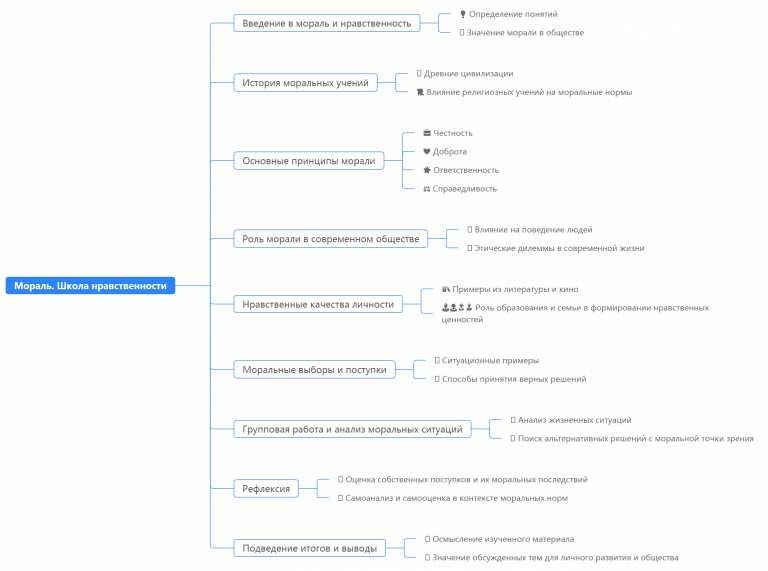 Мораль. Школа нравственности
Введение в мораль и нравственность
Определение понятий
Значение морали в обществе
История моральных учений
Древние цивилизации
Влияние религиозных учений на моральные нормы
Основные принципы морали
Честность
Доброта
Ответственность
Справедливость
Роль морали в современном обществе
Влияние на поведение людей
Этические дилеммы в современной жизни
Нравственные качества личности
Примеры из литературы и кино
Роль образования и семьи в формировании нравственных
ценностей
Моральные выборы и поступки
Ситуационные примеры
Способы принятия верных решений
Групповая работа и анализ моральных ситуаций
Анализ жизненных ситуаций
Поиск альтернативных решений с моральной точки зрения
Рефлексия
Оценка собственных поступков и их моральных последствий
Самоанализ и самооценка в контексте моральных норм
Подведение итогов и выводы
Осмысление изученного материала
Значение обсужденных тем для личного развития и общества